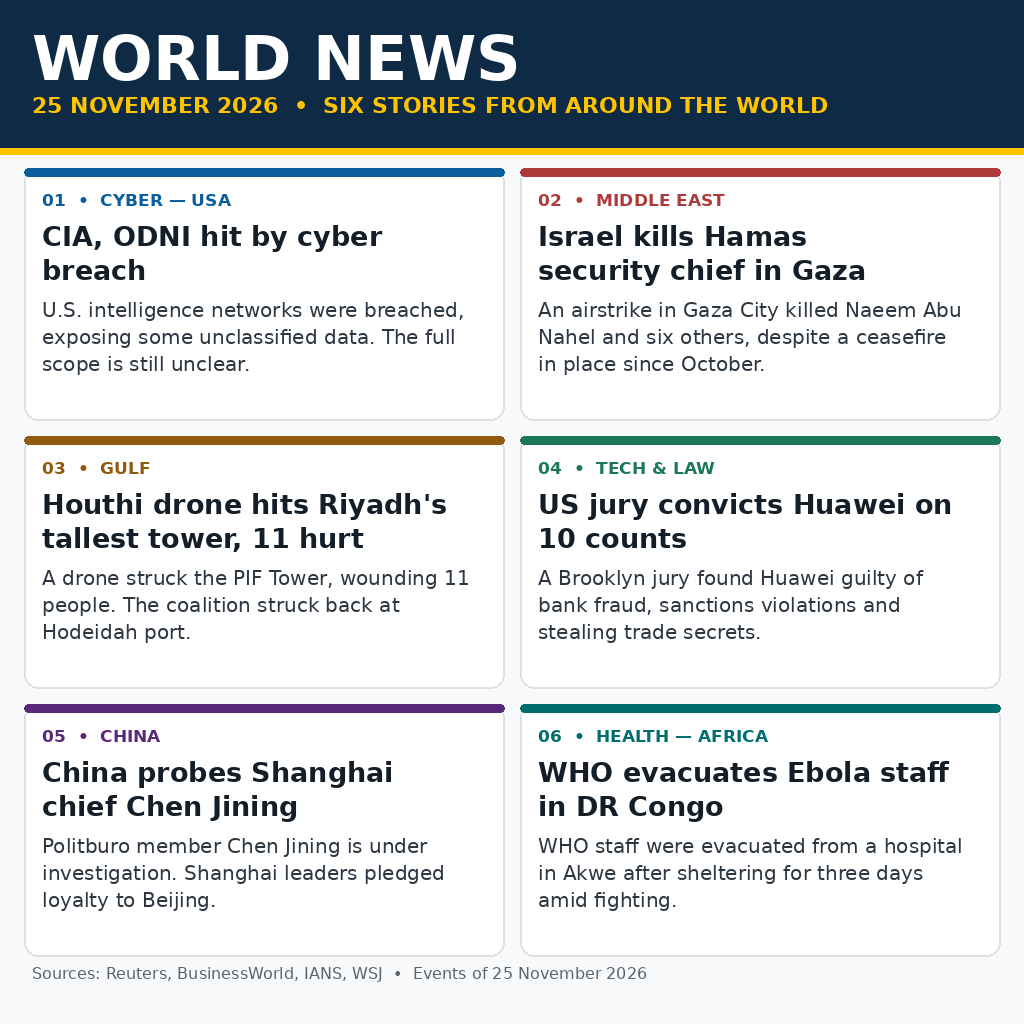 WORLD NEWS
25 NOVEMBER 2026 • SIX STORIES FROM AROUND THE WORLD
01 • CYBER — USA
CIA, ODNI hit by cyber
breach
U.S. intelligence networks were breached,
exposing some unclassified data. The full
scope is still unclear.
02 • MIDDLE EAST
Israel kills Hamas
security chief in Gaza
An airstrike in Gaza City killed Naeem Abu
Nahel and six others, despite a ceasefire
in place since October.
03 • GULF
Houthi drone hits Riyadh's
tallest tower, 11 hurt
A drone struck the PIF Tower, wounding 11
people. The coalition struck back at
Hodeidah port.
04 • TECH & LAW
US jury convicts Huawei on
10 counts
A Brooklyn jury found Huawei guilty of
bank fraud, sanctions violations and
stealing trade secrets.
05 • CHINA
China probes Shanghai
chief Chen Jining
Politburo member Chen Jining is under
investigation. Shanghai leaders pledged
loyalty to Beijing.
06 • HEALTH — AFRICA
WHO evacuates Ebola staff
in DR Congo
WHO staff were evacuated from a hospital
in Akwe after sheltering for three days
amid fighting.
Sources: Reuters, BusinessWorld, IANS, WSJ • Events of 25 November 2026